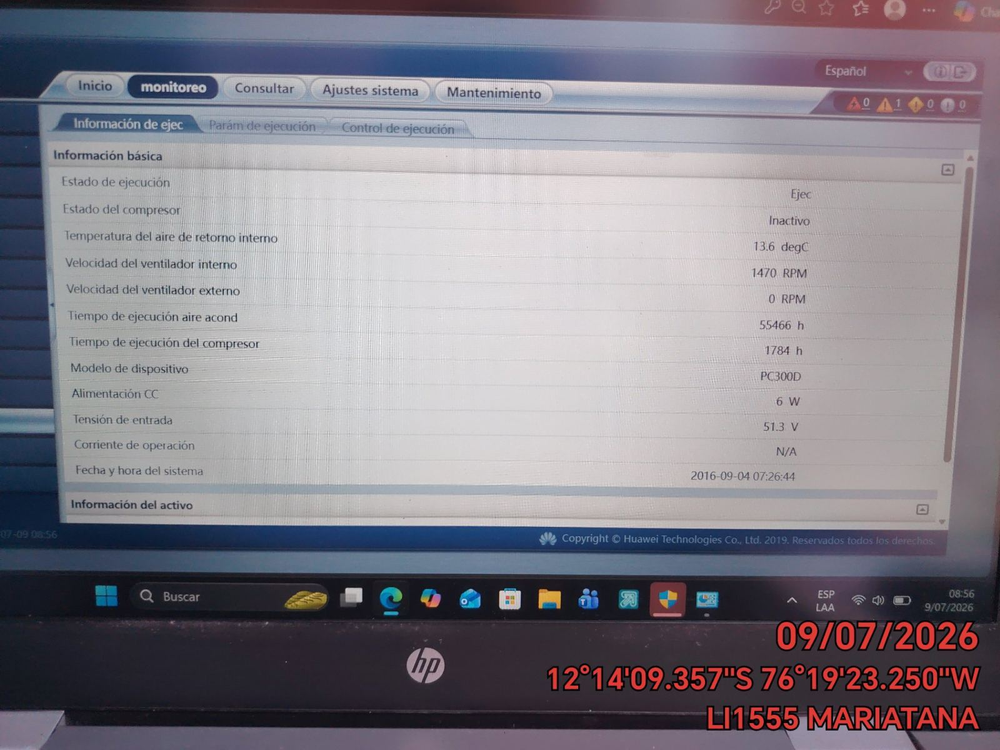 Cha
Español
Inicio
monitoreo
Consultar
Ajustes sistema
Mantenimiento
0 1 0 0
Información de ejec
Parám de ejecución
Control de ejecución
Información básica
Estado de ejecución Ejec
Estado del compresor Inactivo
Temperatura del aire de retorno interno 13.6 degC
Velocidad del ventilador interno 1470 RPM
Velocidad del ventilador externo 0 RPM
Tiempo de ejecución aire acond 55466 h
Tiempo de ejecución del compresor 1784 h
Modelo de dispositivo PC300D
Alimentación CC 6 W
Tensión de entrada 51.3 V
Corriente de operación N/A
Fecha y hora del sistema 2016-09-04 07:26:44
Información del activo
07-09 08:56
Copyright © Huawei Technologies Co., Ltd. 2019. Reservados todos los derechos.
Buscar
ESP
LAA
08:56
9/07/2026
hp
09/07/2026
12°14'09.357"S 76°19'23.250"W
LI1555 MARIATANA